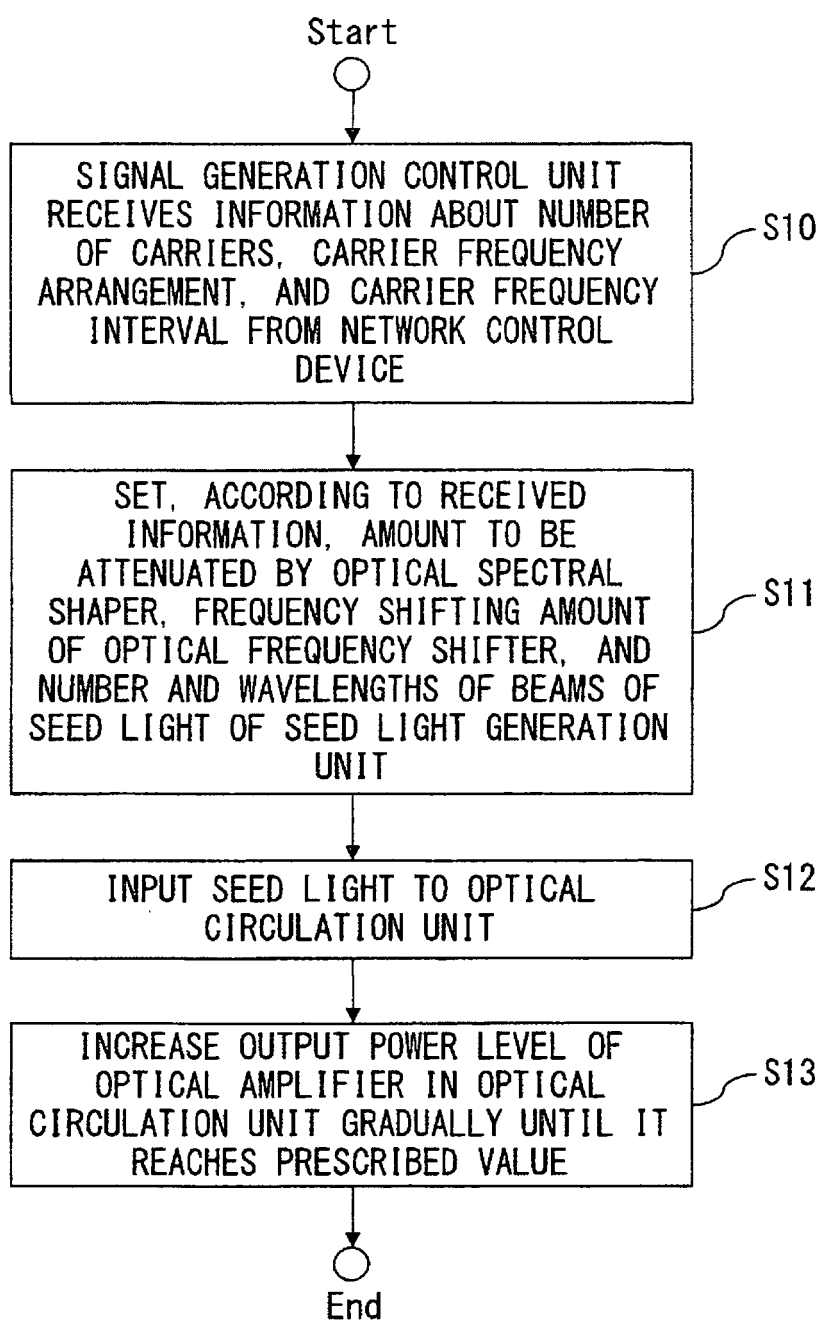 Start
SIGNAL GENERATION CONTROL UNIT
RECEIVES INFORMATION ABOUT NUMBER
OF CARRIERS, CARRIER FREQUENCY
ARRANGEMENT, AND CARRIER FREQUENCY
INTERVAL FROM NETWORK CONTROL
DEVICE
S10
SET, ACCORDING TO RECEIVED
INFORMATION, AMOUNT TO BE
ATTENUATED BY OPTICAL SPECTRAL
SHAPER, FREQUENCY SHIFTING AMOUNT
OF OPTICAL FREQUENCY SHIFTER, AND
NUMBER AND WAVELENGTHS OF BEAMS OF
SEED LIGHT OF SEED LIGHT GENERATION
UNIT
S11
INPUT SEED LIGHT TO OPTICAL
CIRCULATION UNIT
S12
INCREASE OUTPUT POWER LEVEL OF
OPTICAL AMPLIFIER IN OPTICAL
CIRCULATION UNIT GRADUALLY UNTIL IT
REACHES PRESCRIBED VALUE
S13
End